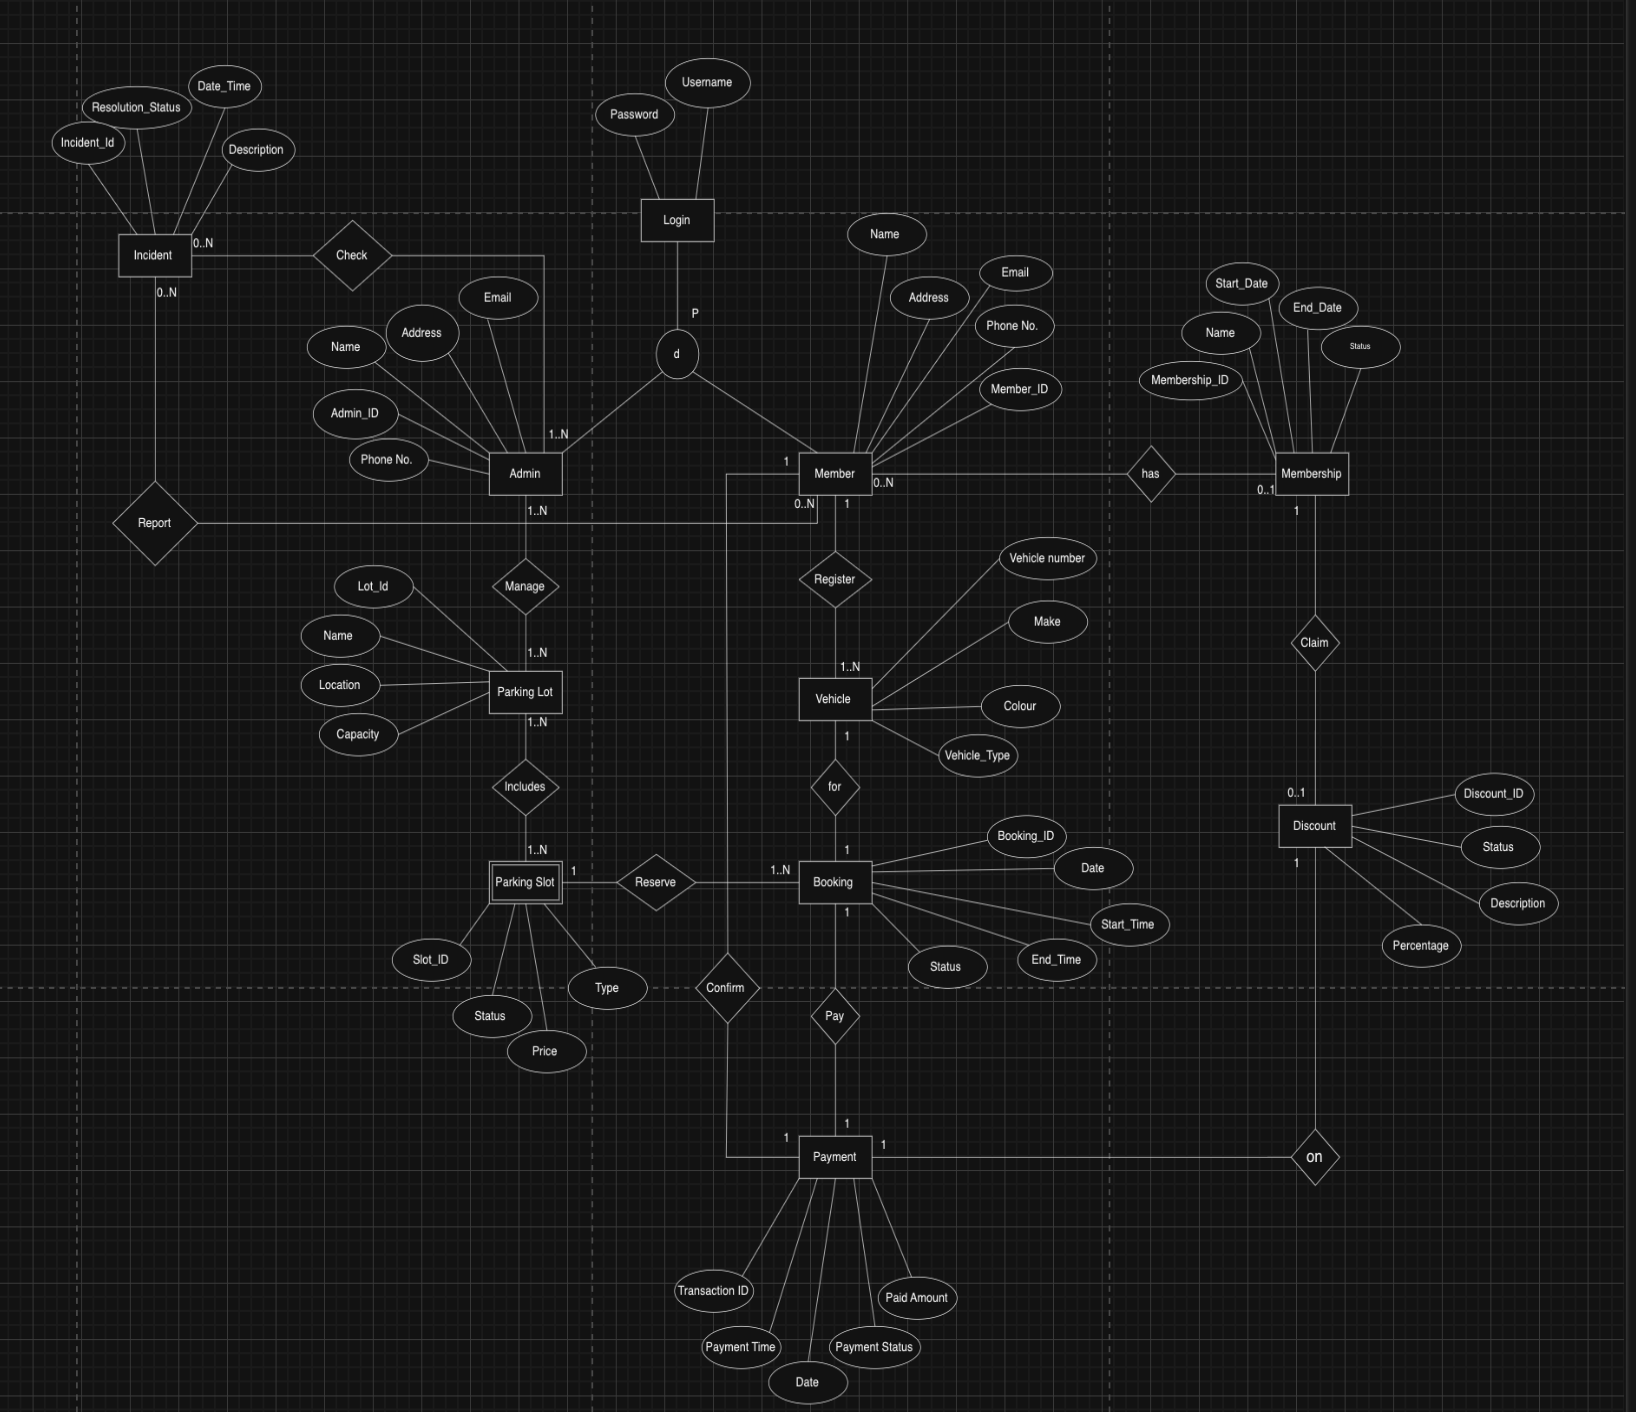 Username
Date_Time
Resolution_Status
Password
Incident_Id
Description
Login
Name
0..N
Incident
Check
Email
Start_Date
0..N
Email
Address
End_Date
P
Phone No.
Address
Name
Status
Name
d
Membership_ID
Member_ID
Admin_ID
1..N
Phone No.
1
Admin
Member
has
Membership
0..N
0..1
0..N
1
1..N
1
Report
Vehicle number
Register
Lot_Id
Manage
Make
Name
Claim
1..N
1..N
Location
Parking Lot
Vehicle
Colour
1..N
Capacity
1
Vehicle_Type
Includes
for
0..1
Discount_ID
Discount
Booking_ID
Status
1..N
1
1
Date
1
1..N
Parking Slot
Reserve
Booking
Description
1
Start_Time
Percentage
Slot_ID
End_Time
Status
Type
Confirm
Status
Pay
Price
1
1
1
Payment
on
Transaction ID
Paid Amount
Payment Time
Payment Status
Date